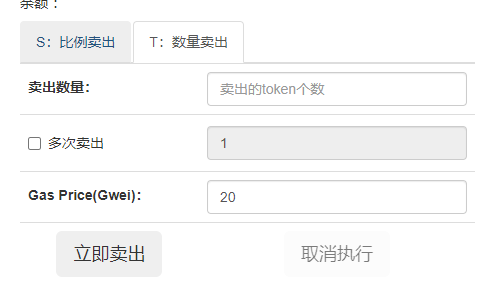 余额：
S：比例卖出 T：数量卖出
卖出数量： 卖出的token个数
多次卖出 1
Gas Price(Gwei)： 20
立即卖出 取消执行